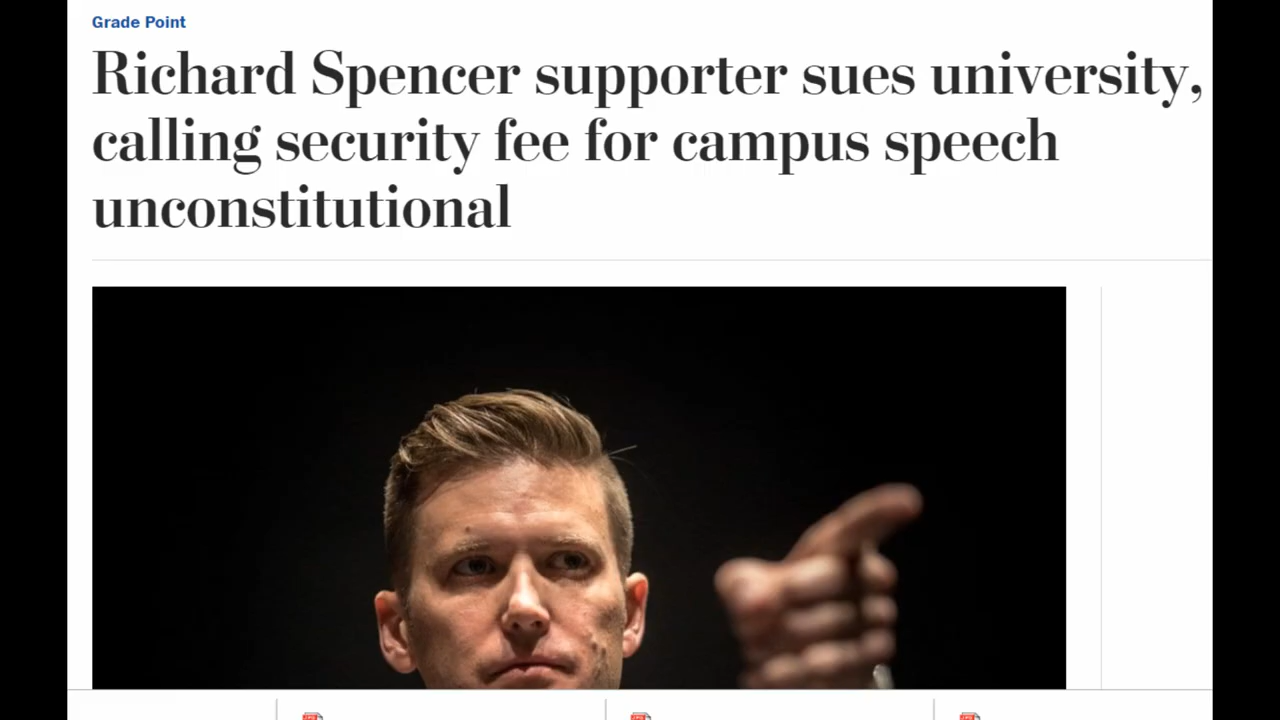 Grade Point
Richard Spencer supporter sues university,
calling security fee for campus speech
unconstitutional